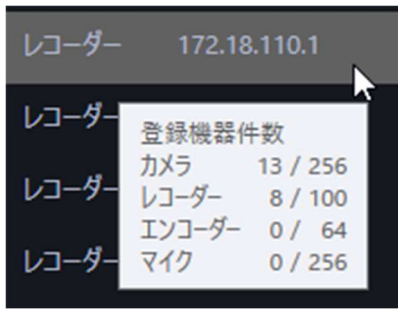 レコーダー 172.18.110.1
レコーダー
登録機器件数
カメラ 13 / 256
レコーダー 8 / 100
エンコーダー 0 / 64
マイク 0 / 256
レコーダー
レコーダー